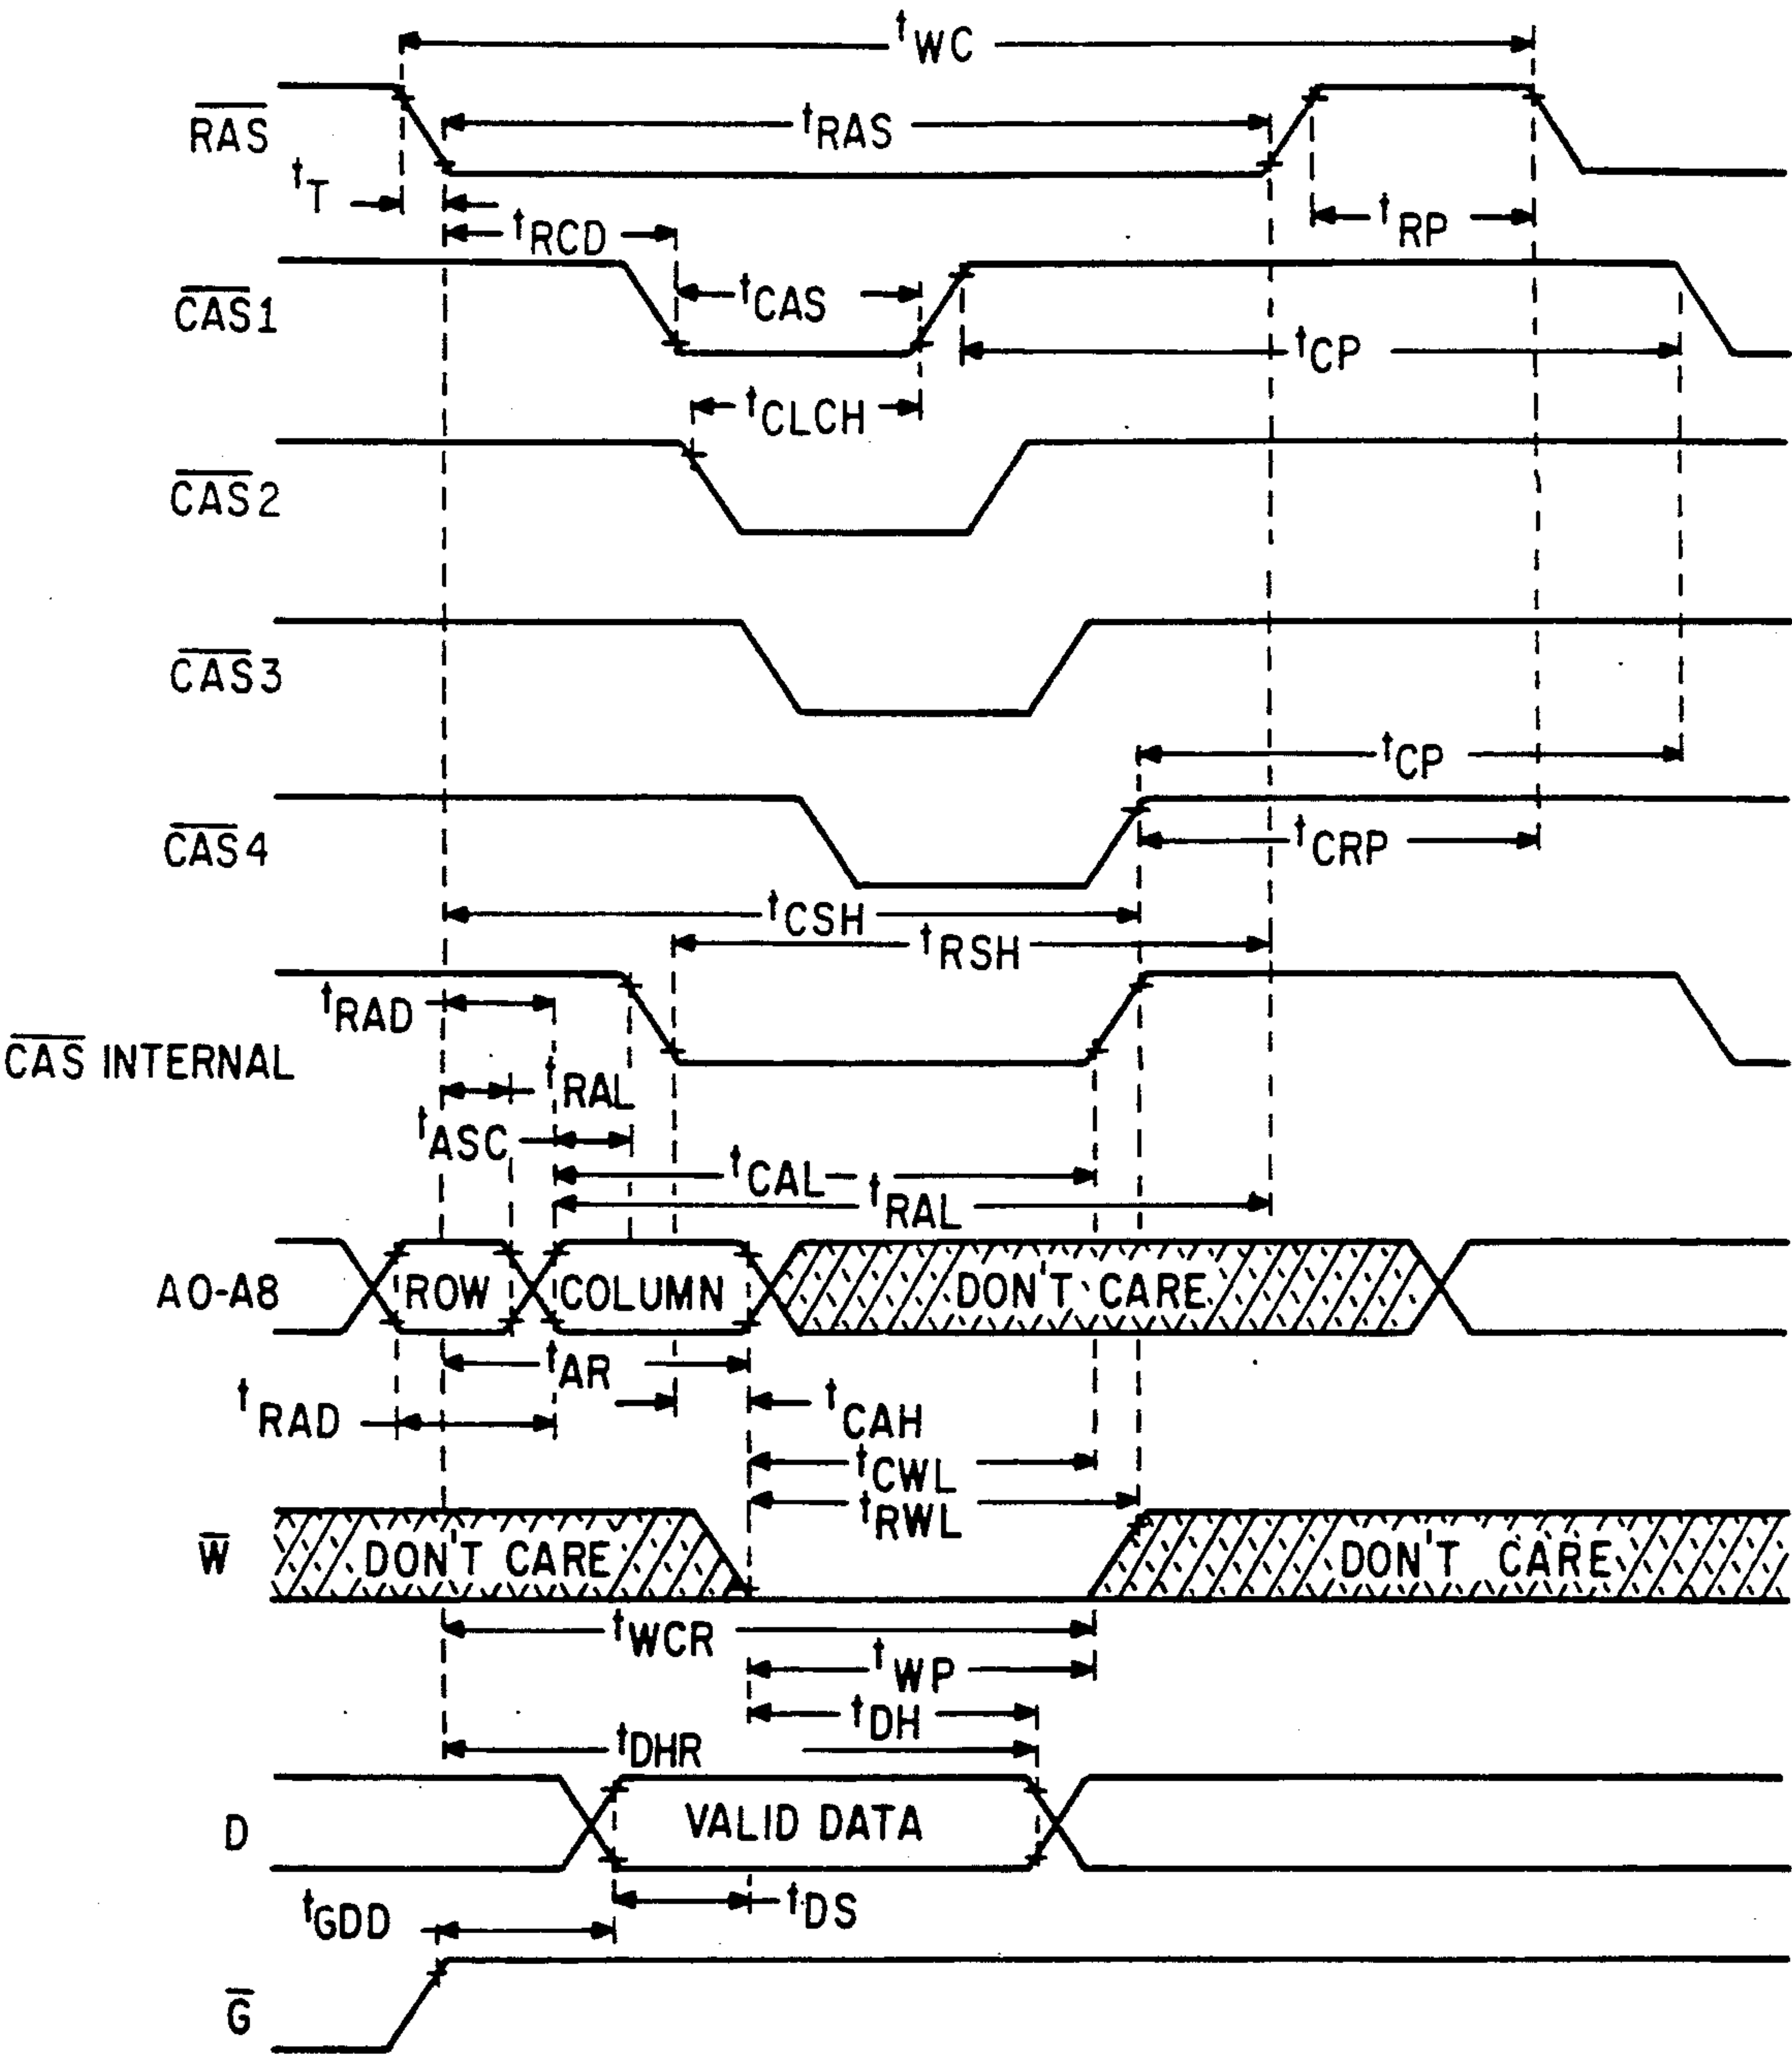 tWC
RAS
tRAS
tT
tRCD
tRP
CAS1
tCAS
tCP
tCLCH
CAS2
CAS3
tCP
CAS4
tCRP
tCSH
tRSH
tRAD
CAS INTERNAL
tRAL
tASC
tCAL
tRAL
A0-A8
ROW
COLUMN
DON'T CARE
tAR
tRAD
tCAH
tCWL
tRWL
W
DON'T CARE
DON'T CARE
tWCR
tWP
tDH
tDHR
D
VALID DATA
tDS
tGDD
G